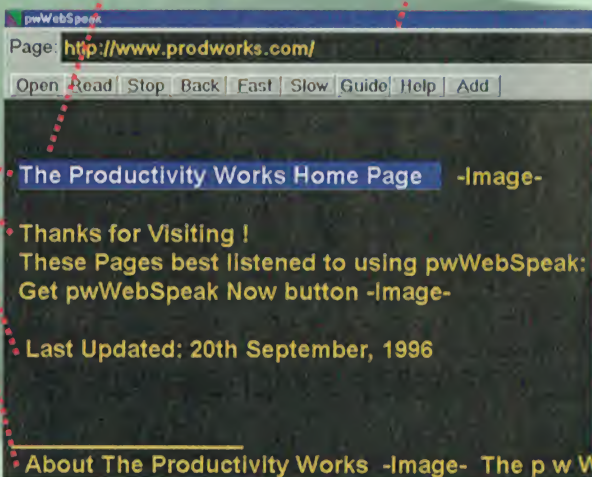 pwWebSpeak
Page: http://www.prodworks.com/
Open Read Stop Back Fast Slow Guide Help Add
The Productivity Works Home Page -Image-
Thanks for Visiting !
These Pages best listened to using pwWebSpeak:
Get pwWebSpeak Now button -Image-
Last Updated: 20th September, 1996
About The Productivity Works -Image- The p w W